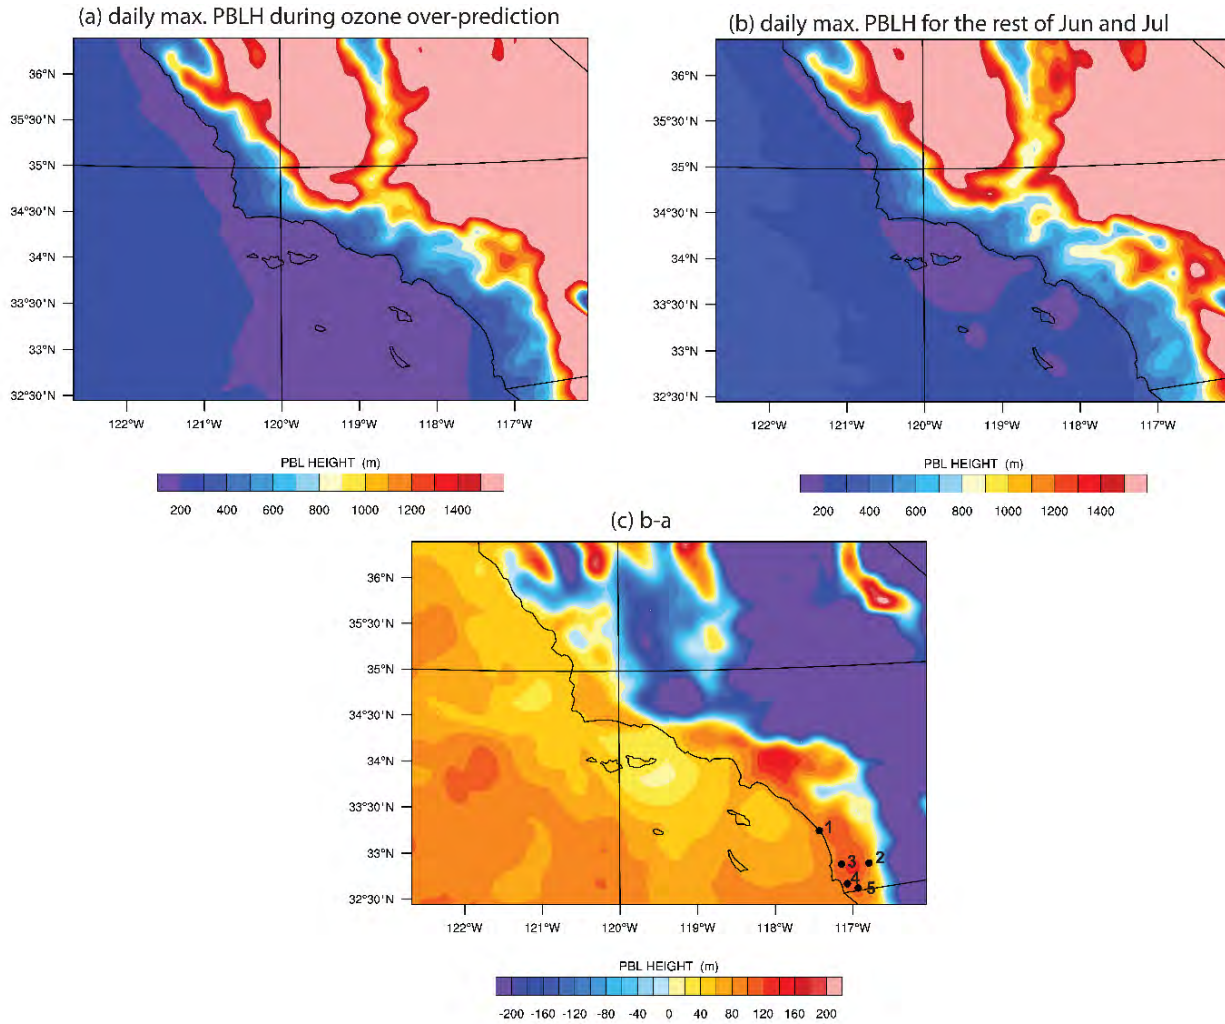 (a) daily max. PBLH during ozone over-prediction
36°N
35°30'N
35°N
34°30'N
34°N
33°30'N
33°N
32°30'N
122°W 121°W 120°W 119°W 118°W 117°W
PBL HEIGHT (m)
200 400 600 800 1000 1200 1400
(b) daily max. PBLH for the rest of Jun and Jul
36°N
35°30'N
35°N
34°30'N
34°N
33°30'N
33°N
32°30'N
122°W 121°W 120°W 119°W 118°W 117°W
PBL HEIGHT (m)
200 400 600 800 1000 1200 1400
(c) b-a
36°N
35°30'N
35°N
34°30'N
34°N
33°30'N
33°N
32°30'N
1
3 2
4
5
122°W 121°W 120°W 119°W 118°W 117°W
PBL HEIGHT (m)
-200 -160 -120 -80 -40 0 40 80 120 160 200